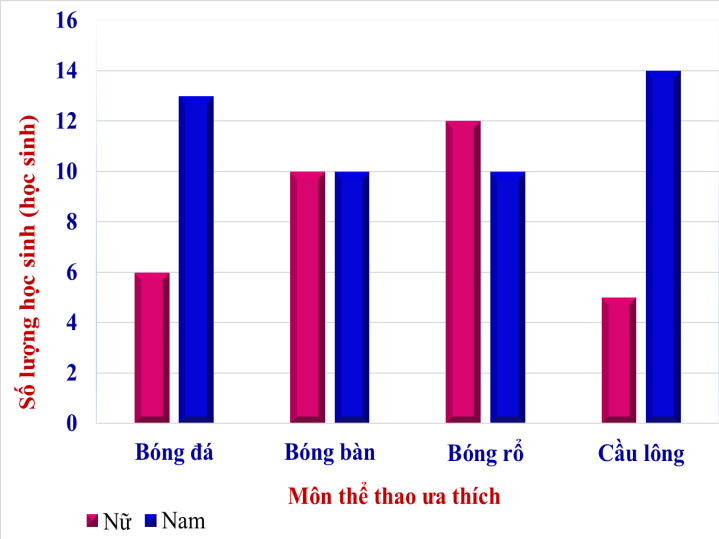 16
14
12
10
8
6
4
2
0
Số lượng học sinh (học sinh)
Bóng đá Bóng bàn Bóng rổ Cầu lông
Môn thể thao ưa thích
Nữ Nam